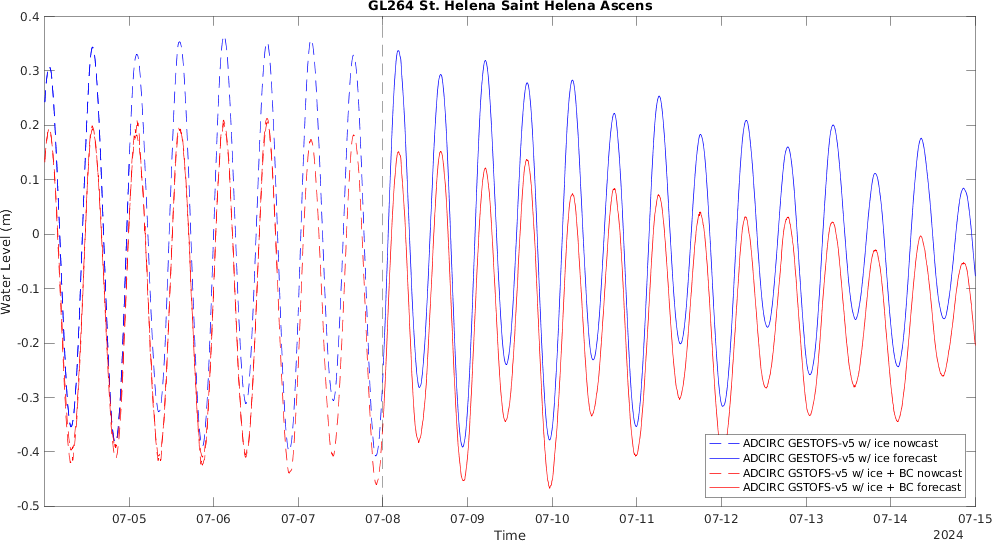 GL264 St. Helena Saint Helena Ascens
Water Level (m)
0.4
0.3
0.2
0.1
0
-0.1
-0.2
-0.3
-0.4
-0.5
ADCIRC GESTOFS-v5 w/ ice nowcast
ADCIRC GESTOFS-v5 w/ ice forecast
ADCIRC GSTOFS-v5 w/ ice + BC nowcast
ADCIRC GSTOFS-v5 w/ ice + BC forecast
07-05 07-06 07-07 07-08 07-09 07-10 07-11 07-12 07-13 07-14 07-15
Time
2024